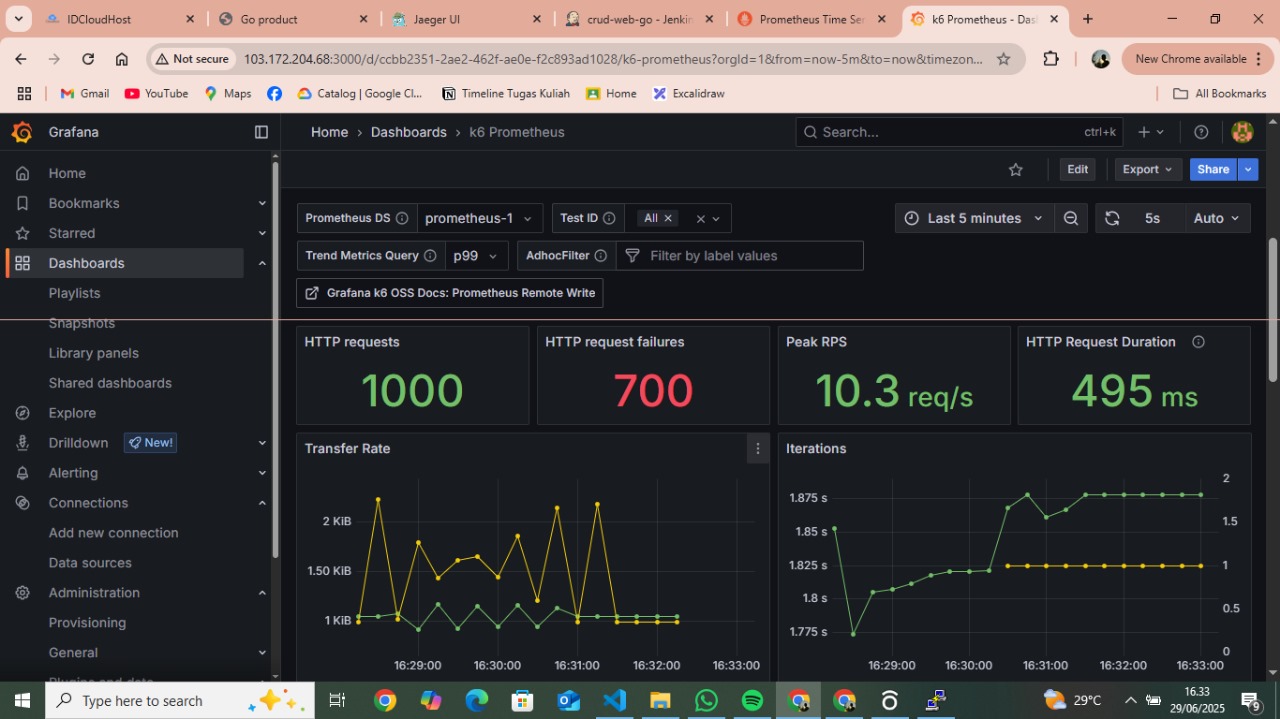 IDCloudHost
Go product
Jaeger UI
crud-web-go - Jenkin
Prometheus Time Ser
k6 Prometheus - Dash
Not secure
103.172.204.68:3000/d/ccbb2351-2ae2-462f-ae0e-f2c893ad1028/k6-prometheus?orgId=1&from=now-5m&to=now&timezon...
New Chrome available
Gmail
YouTube
Maps
Catalog | Google Cl...
Timeline Tugas Kuliah
Home
Excalidraw
All Bookmarks
Grafana
Home
Dashboards
k6 Prometheus
Search...
ctrl+k
Edit
Export
Share
Home
Bookmarks
Starred
Dashboards
Playlists
Snapshots
Library panels
Shared dashboards
Explore
Drilldown
New!
Alerting
Connections
Add new connection
Data sources
Administration
Provisioning
General
Prometheus DS
prometheus-1
Test ID
All
Last 5 minutes
5s
Auto
Trend Metrics Query
p99
AdhocFilter
Filter by label values
Grafana k6 OSS Docs: Prometheus Remote Write
HTTP requests
1000
HTTP request failures
700
Peak RPS
10.3 req/s
HTTP Request Duration
495 ms
Transfer Rate
2 KiB
1.50 KiB
1 KiB
16:29:00
16:30:00
16:31:00
16:32:00
16:33:00
Iterations
1.875 s
1.85 s
1.825 s
1.8 s
1.775 s
2
1.5
1
0.5
0
16:29:00
16:30:00
16:31:00
16:32:00
16:33:00
Type here to search
29°C
16.33
29/06/2025
9